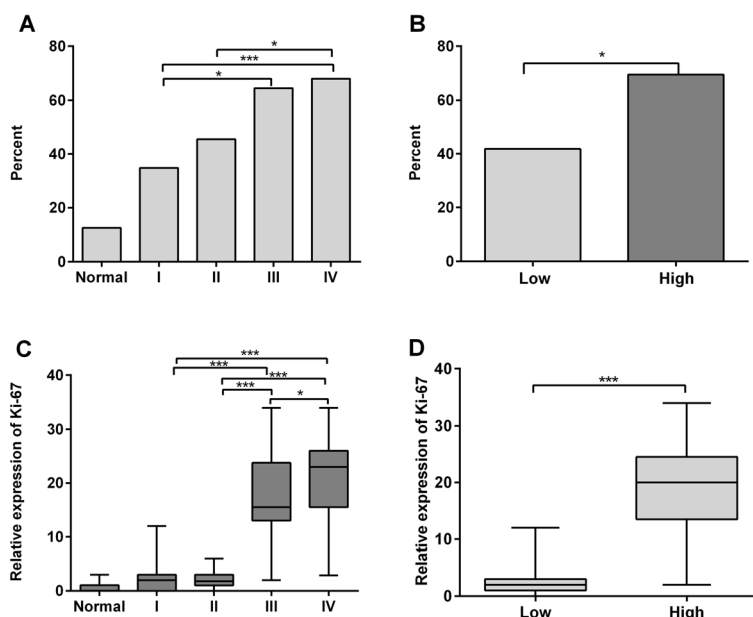 A
Percent
80
60
40
20
0
*
***
*
Normal I II III IV
B
Percent
80
60
40
20
0
*
Low High
C
Relative expression of Ki-67
40
30
20
10
0
***
***
***
***
*
Normal I II III IV
D
Relative expression of Ki-67
40
30
20
10
0
***
Low High